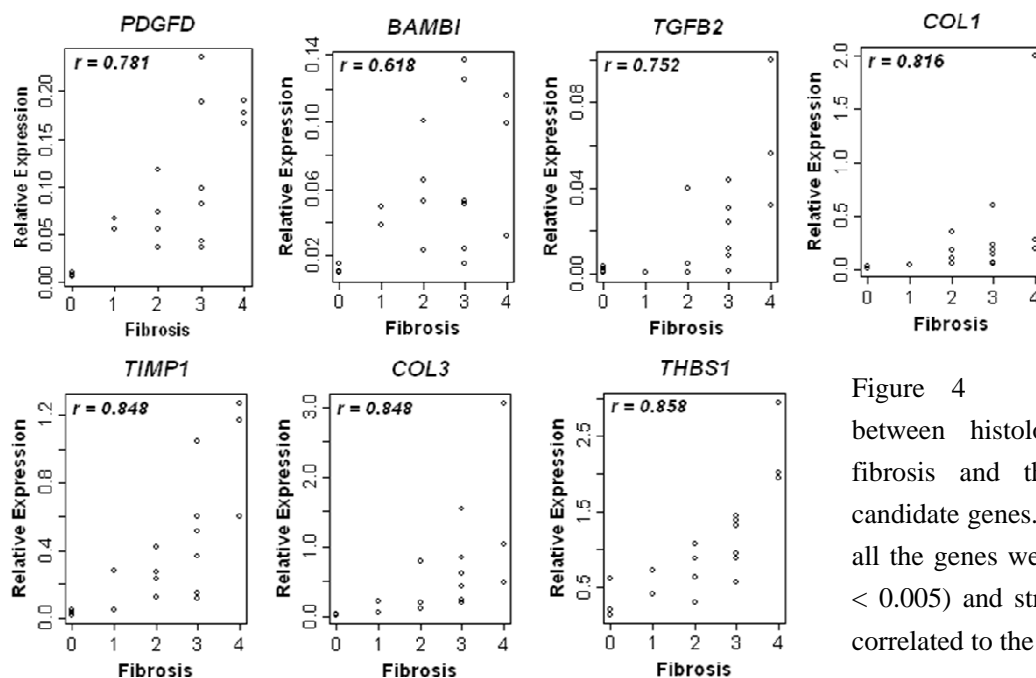 PDGFD
r = 0.781
Relative Expression
0.00 0.05 0.10 0.15 0.20
0 1 2 3 4
Fibrosis
BAMBI
r = 0.618
Relative Expression
0.02 0.06 0.10 0.14
0 1 2 3 4
Fibrosis
TGFB2
r = 0.752
Relative Expression
0.00 0.04 0.08
0 1 2 3 4
Fibrosis
COL1
r = 0.816
Relative Expression
0.0 0.5 1.0 1.5 2.0
0 1 2 3 4
Fibrosis
TIMP1
r = 0.848
Relative Expression
0.0 0.4 0.8 1.2
0 1 2 3 4
Fibrosis
COL3
r = 0.848
Relative Expression
0.0 1.0 2.0 3.0
0 1 2 3 4
Fibrosis
THBS1
r = 0.858
Relative Expression
0.5 1.5 2.5
0 1 2 3 4
Fibrosis
Figure 4
between histol
fibrosis and th
candidate genes.
all the genes we
< 0.005) and str
correlated to the